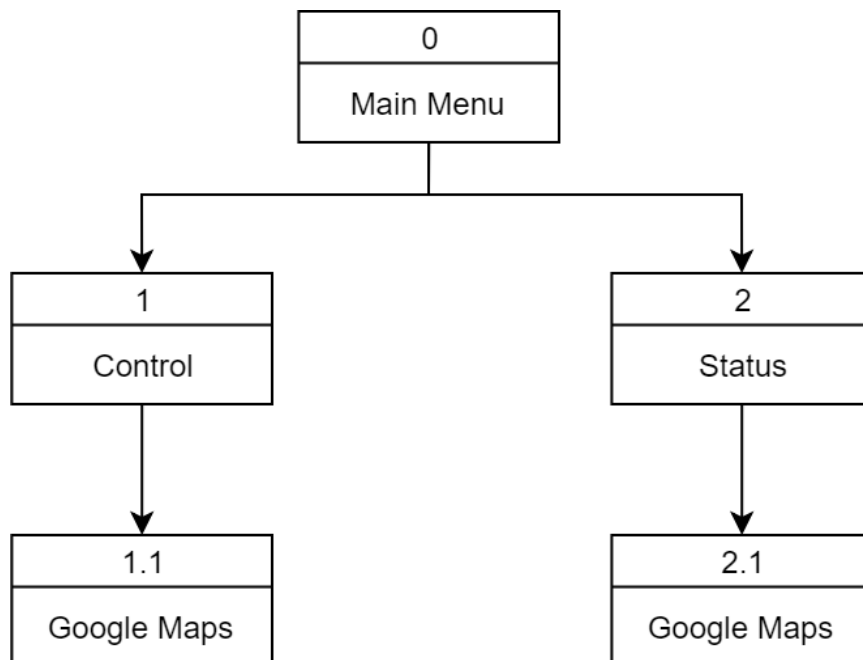 0
Main Menu
1
Control
2
Status
1.1
Google Maps
2.1
Google Maps